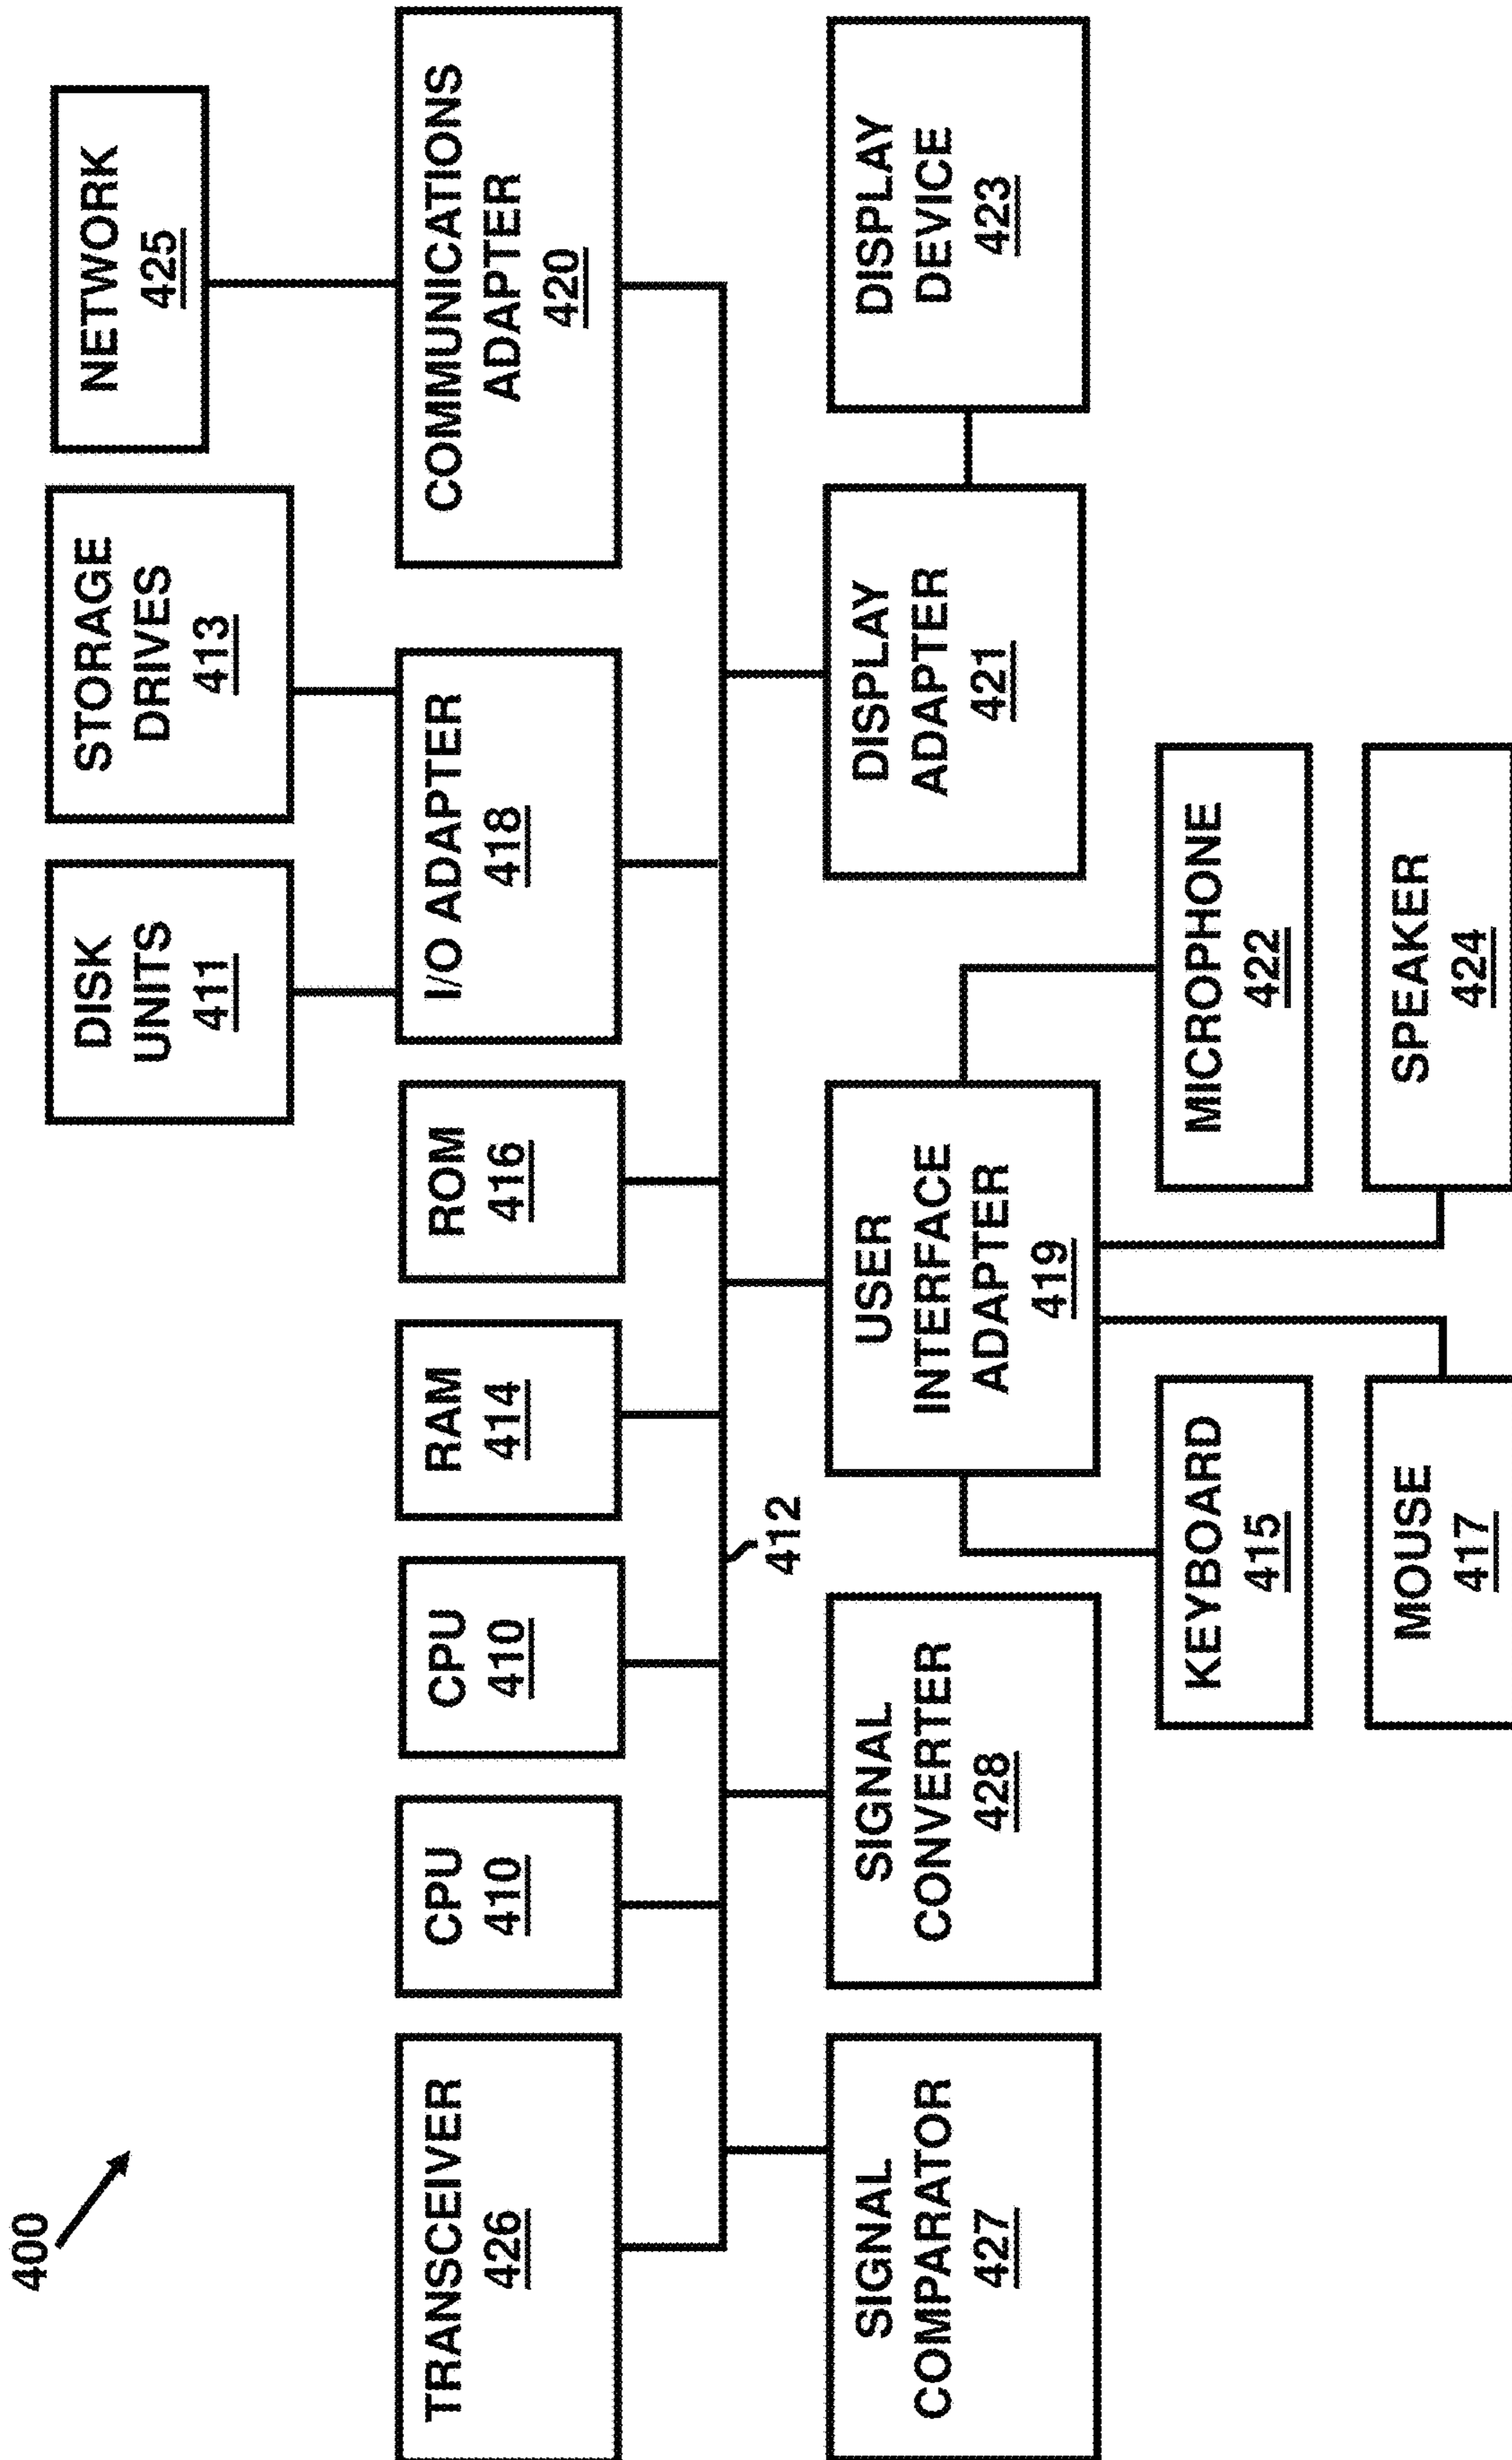 400
NETWORK
425
DISK
UNITS
411
STORAGE
DRIVES
413
TRANSCEIVER
426
CPU
410
CPU
410
RAM
414
ROM
416
I/O ADAPTER
418
COMMUNICATIONS
ADAPTER
420
412
SIGNAL
COMPARATOR
427
SIGNAL
CONVERTER
428
USER
INTERFACE
ADAPTER
419
DISPLAY
ADAPTER
421
DISPLAY
DEVICE
423
KEYBOARD
415
MICROPHONE
422
MOUSE
417
SPEAKER
424